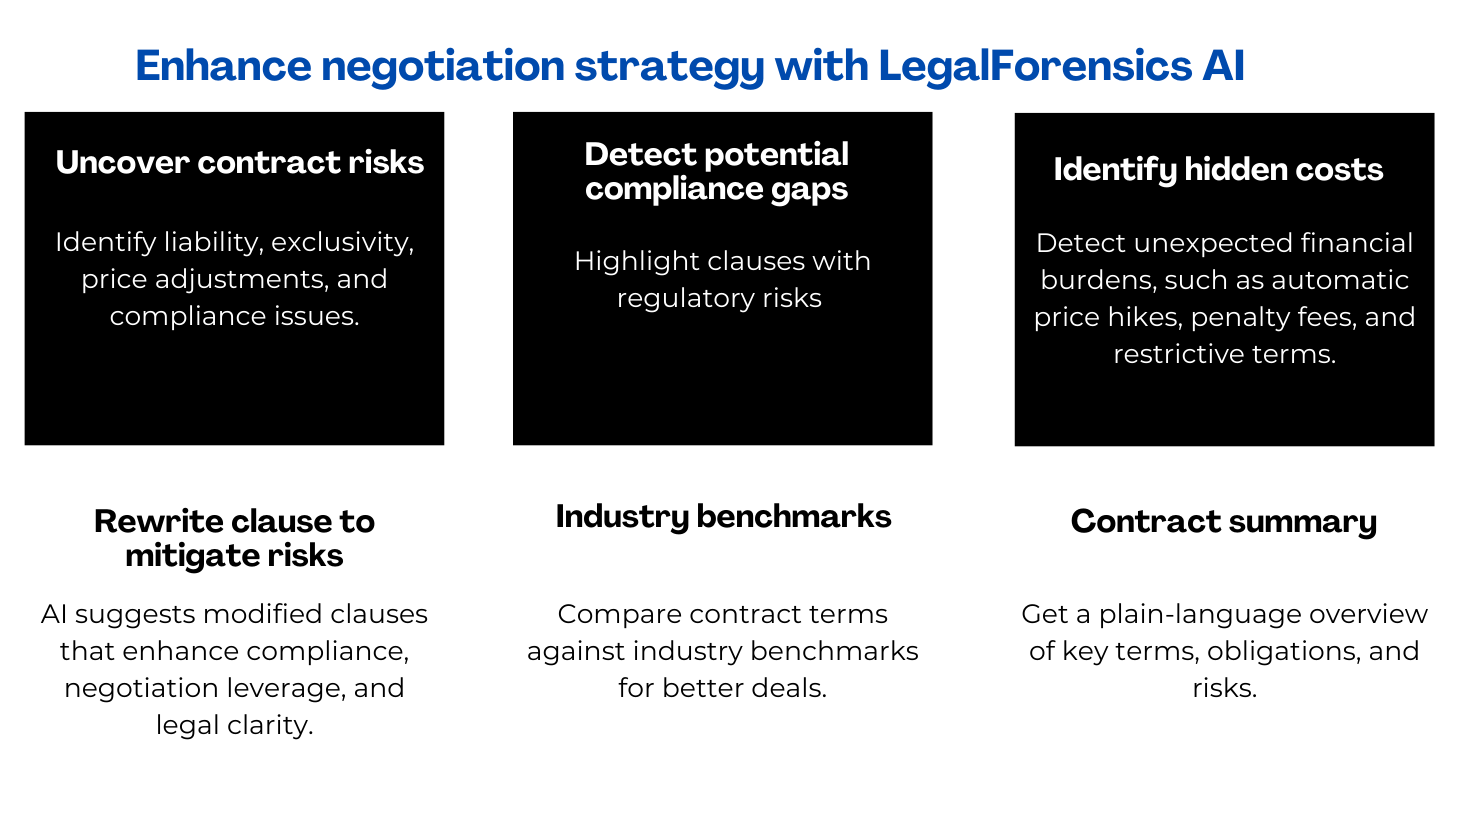 Enhance negotiation strategy with LegalForensics AI
Uncover contract risks
Identify liability, exclusivity,
price adjustments, and
compliance issues.
Detect potential
compliance gaps
Highlight clauses with
regulatory risks
Identify hidden costs
Detect unexpected financial
burdens, such as automatic
price hikes, penalty fees, and
restrictive terms.
Rewrite clause to
mitigate risks
AI suggests modified clauses
that enhance compliance,
negotiation leverage, and
legal clarity.
Industry benchmarks
Compare contract terms
against industry benchmarks
for better deals.
Contract summary
Get a plain-language overview
of key terms, obligations, and
risks.